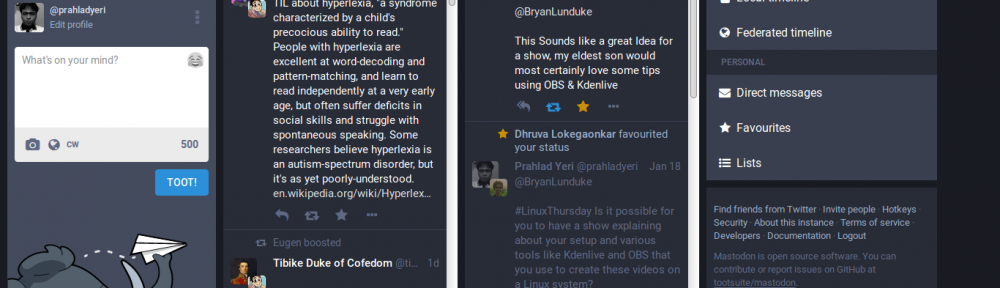 @prahladyeri
Edit profile
What's on your mind?
CW
500
TOOT!
TIL about hyperlexia, "a syndrome
characterized by a child's
precocious ability to read."
People with hyperlexia are
excellent at word-decoding and
pattern-matching, and learn to
read independently at a very early
age, but often suffer deficits in
social skills and struggle with
spontaneous speaking. Some
researchers believe hyperlexia is
an autism-spectrum disorder, but
it's as yet poorly-understood.
en.wikipedia.org/wiki/Hyperlex…
Eugen boosted
Tibike Duke of Cofedom @ti… 1d
@BryanLunduke
This Sounds like a great Idea for
a show, my eldest son would
most certainly love some tips
using OBS & Kdenlive
Dhruva Lokegaonkar favourited
your status
Prahlad Yeri @prahladyeri Jan 18
@BryanLunduke
#LinuxThursday Is it possible for
you to have a show explaining
about your setup and various
tools like Kdenlive and OBS that
you use to create these videos on
a Linux system?
Local timeline
Federated timeline
PERSONAL
Direct messages
Favourites
Lists
Find friends from Twitter · Invite people · Hotkeys ·
Security · About this instance · Terms of service ·
Developers · Documentation · Logout
Mastodon is open source software. You can
contribute or report issues on GitHub at
tootsuite/mastodon.